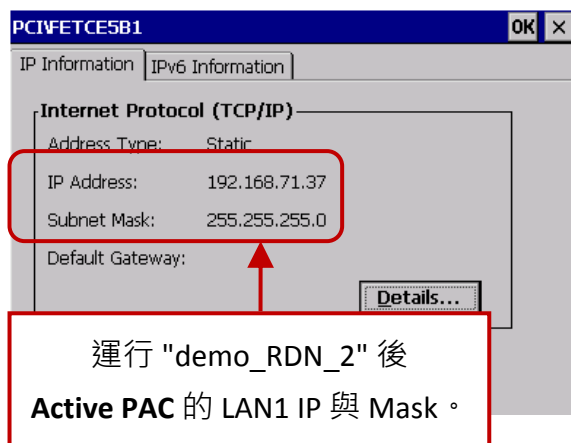 PCI\FETCE5B1 OK ×
IP Information IPv6 Information
Internet Protocol (TCP/IP)
Address Type: Static
IP Address: 192.168.71.37
Subnet Mask: 255.255.255.0
Default Gateway:
Details...
運行 "demo_RDN_2" 後
Active PAC 的 LAN1 IP 與 Mask。